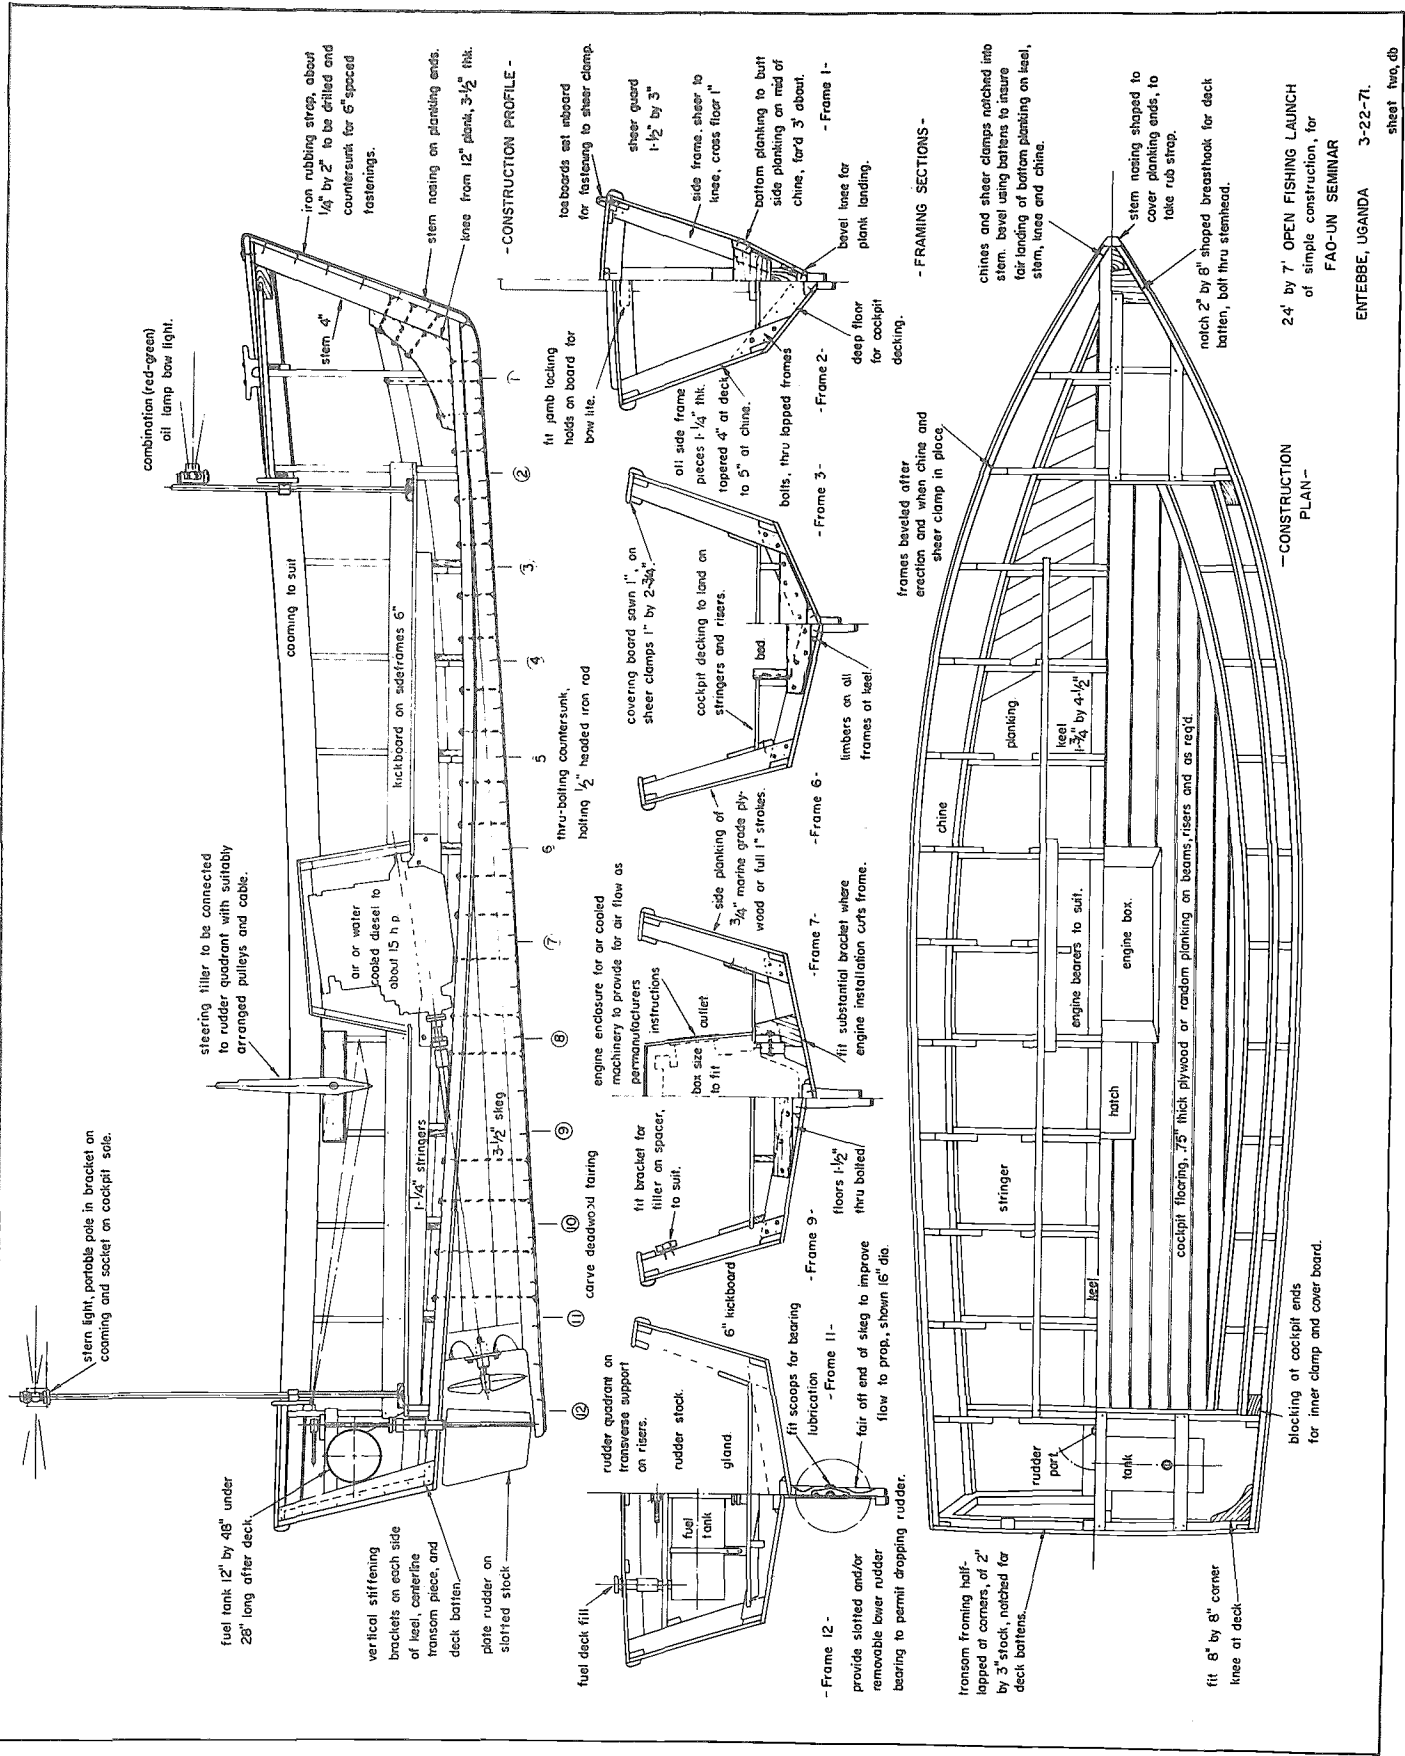 stern light, portable pole in bracket on
coaming and socket on cockpit sole.
steering tiller to be connected
to rudder quadrant with suitably
arranged pulleys and cable.
combination (red-green)
oil lamp bow light.
iron rubbing strap, about
1/4" by 2" to be drilled and
countersunk for 6" spaced
fastenings.
stem nosing on planking ends.
knee from 12" plank, 3-1/2" thk.
-CONSTRUCTION PROFILE-
fuel tank 12" by 48" under
28" long after deck.
vertical stiffening
brackets on each side
of keel, centerline
transom piece, and
deck batten.
plate rudder on
slotted stock
coaming to suit
kickboard on sideframes 6"
air or water
cooled diesel to
about 15 h p
1-1/4" stringers
3-1/2" skeg
stem 4"
12
11
10
9
8
7
6
5
4
3
2
1
carve deadwood fairing
thru-bolting countersunk,
bolting 1/2" headed iron rod
fuel deck fill
fuel
tank
rudder quadrant on
transverse support
on risers.
rudder stock.
gland
6" kickboard
fit scoops for bearing
lubrication
-Frame 11-
fair off end of skeg to improve
flow to prop., shown 16" dia.
-Frame 12-
provide slotted and/or
removable lower rudder
bearing to permit dropping rudder.
fit bracket for
tiller on spacer,
to suit.
-Frame 9-
floors 1-1/2"
thru bolted
engine enclosure for air cooled
machinery to provide for air flow as
permanufacturers
instructions
outlet
box size
to fit
-Frame 7-
fit substantial bracket where
engine installation cuts frame.
side planking of
3/4" marine grade ply-
wood or full 1" strakes.
-Frame 6-
limbers on all
frames at keel.
covering board sawn 1", on
sheer clamps 1" by 2-3/4".
cockpit decking to land on
stringers and risers.
bed
-Frame 3-
fit jamb locking
holds on board for
bow lite.
all side frame
pieces 1-1/4" thk.
tapered 4" at deck
to 5" at chine.
bolts, thru lapped frames
-Frame 2-
deep floor
for cockpit
decking.
toeboards set inboard
for fastening to sheer clamp.
sheer guard
1-1/2" by 3"
side frame, sheer to
knee, cross floor 1"
bottom planking to butt
side planking on mid of
chine, for'd 3' about.
-Frame 1-
bevel knee for
plank landing.
-FRAMING SECTIONS-
chines and sheer clamps notched into
stem. bevel using battens to insure
fair landing of bottom planking on keel,
stem, knee and chine.
frames beveled after
erection and when chine and
sheer clamp in place.
stem nosing shaped to
cover planking ends, to
take rub strap.
notch 2" by 8" shaped breasthook for deck
batten, bolt thru stemhead.
chine
planking
keel
1-3/4" by 4-1/2"
engine bearers to suit.
engine box.
hatch
stringer
keel
cockpit flooring, .75" thick plywood or random planking on beams, risers and as req'd.
rudder
port
tank
transom framing half-
lapped at corners, of 2"
by 3" stock, notched for
deck battens.
fit 8" by 8" corner
knee at deck
blocking at cockpit ends
for inner clamp and cover board.
-CONSTRUCTION
PLAN-
24' by 7' OPEN FISHING LAUNCH
of simple construction, for
FAO-UN SEMINAR
ENTEBBE, UGANDA 3-22-71.
sheet two, db